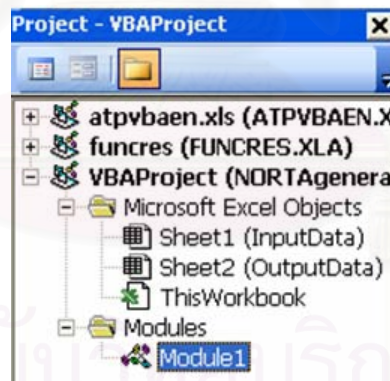 Project - VBAProject
atpvbaen.xls (ATPVBAEN.X
funcres (FUNCRES.XLA)
VBAProject (NORTAgenera
Microsoft Excel Objects
Sheet1 (InputData)
Sheet2 (OutputData)
ThisWorkbook
Modules
Module1